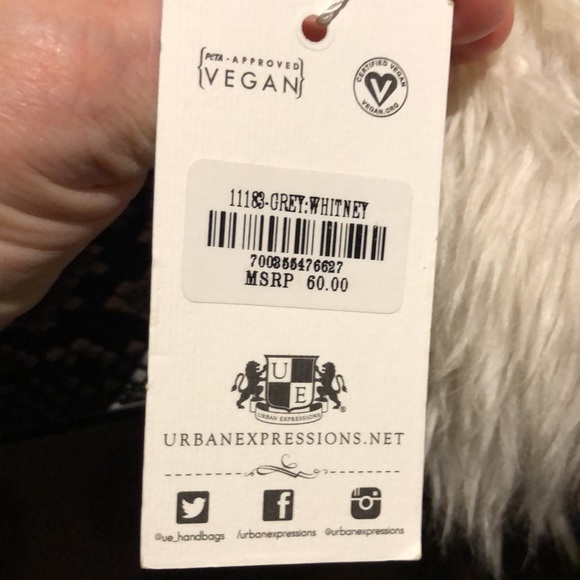 PETA - APPROVED
VEGAN
CERTIFIED VEGAN
VEGAN.ORG
11183-GREY:WHITNEY
700355476627
MSRP 60.00
U
E
URBAN EXPRESSIONS
®
URBANEXPRESSIONS.NET
@ue_handbags /urbanexpressions @urbanexpressions